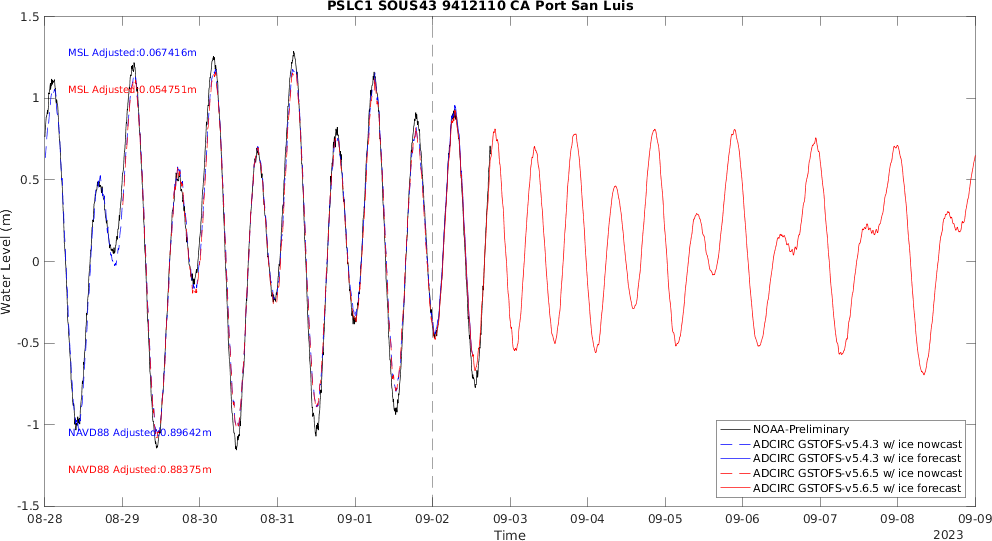 PSLC1 SOUS43 9412110 CA Port San Luis
1.5
MSL Adjusted:0.067416m
MSL Adjusted:0.054751m
1
0.5
0
-0.5
-1
-1.5
Water Level (m)
NAVD88 Adjusted:0.89642m
NAVD88 Adjusted:0.88375m
NOAA-Preliminary
ADCIRC GSTOFS-v5.4.3 w/ ice nowcast
ADCIRC GSTOFS-v5.4.3 w/ ice forecast
ADCIRC GSTOFS-v5.6.5 w/ ice nowcast
ADCIRC GSTOFS-v5.6.5 w/ ice forecast
08-28 08-29 08-30 08-31 09-01 09-02 09-03 09-04 09-05 09-06 09-07 09-08 09-09
Time
2023